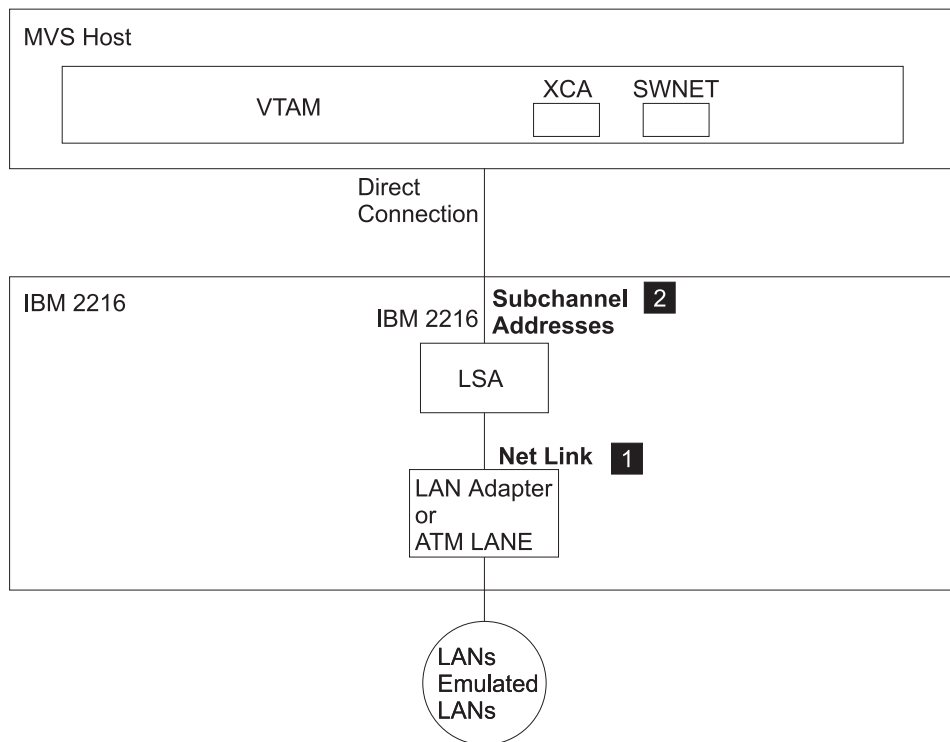 MVS Host
VTAM
XCA
SWNET
Direct
Connection
IBM 2216
IBM 2216
Subchannel 2
Addresses
LSA
Net Link 1
LAN Adapter
or
ATM LANE
LANs
Emulated
LANs